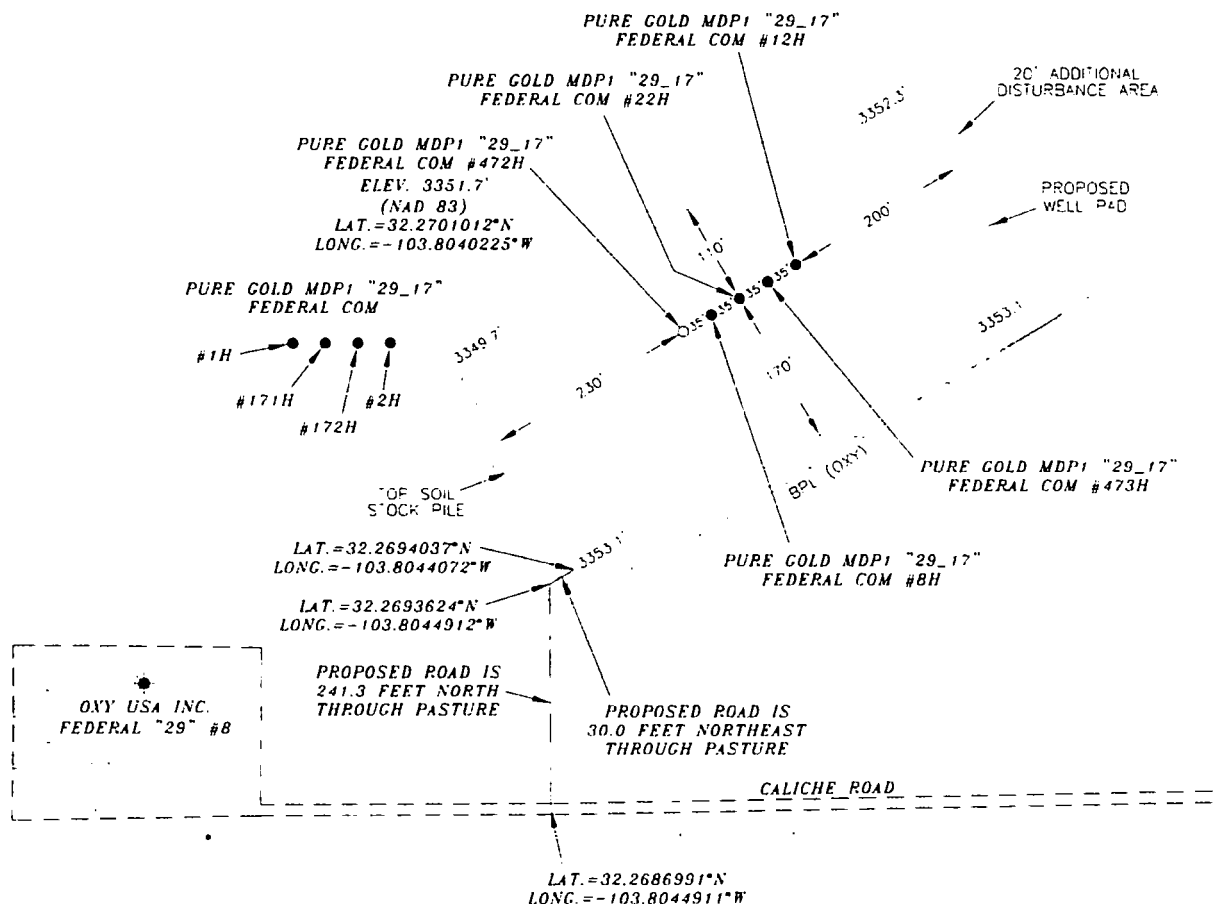 PURE GOLD MDP1 "29_17"
FEDERAL COM #12H
PURE GOLD MDP1 "29_17"
FEDERAL COM #22H
20' ADDITIONAL
DISTURBANCE AREA
3352.3'
PURE GOLD MDP1 "29_17"
FEDERAL COM #472H
ELEV. 3351.7'
(NAD 83)
LAT.=32.2701012°N
LONG.=-103.8040225°W
PROPOSED
WELL PAD
200'
110'
35'
35'
35'
35'
PURE GOLD MDP1 "29_17"
FEDERAL COM
#1H
#171H
#172H
#2H
3349.7'
230'
170'
3353.1
BPL (OXY)
PURE GOLD MDP1 "29_17"
FEDERAL COM #473H
TOP SOIL
STOCK PILE
PURE GOLD MDP1 "29_17"
FEDERAL COM #8H
LAT.=32.2694037°N
LONG.=-103.8044072°W
3353.1'
LAT.=32.2693624°N
LONG.=-103.8044912°W
OXY USA INC.
FEDERAL "29" #8
PROPOSED ROAD IS
241.3 FEET NORTH
THROUGH PASTURE
PROPOSED ROAD IS
30.0 FEET NORTHEAST
THROUGH PASTURE
CALICHE ROAD
LAT.=32.2686991°N
LONG.=-103.8044911°W